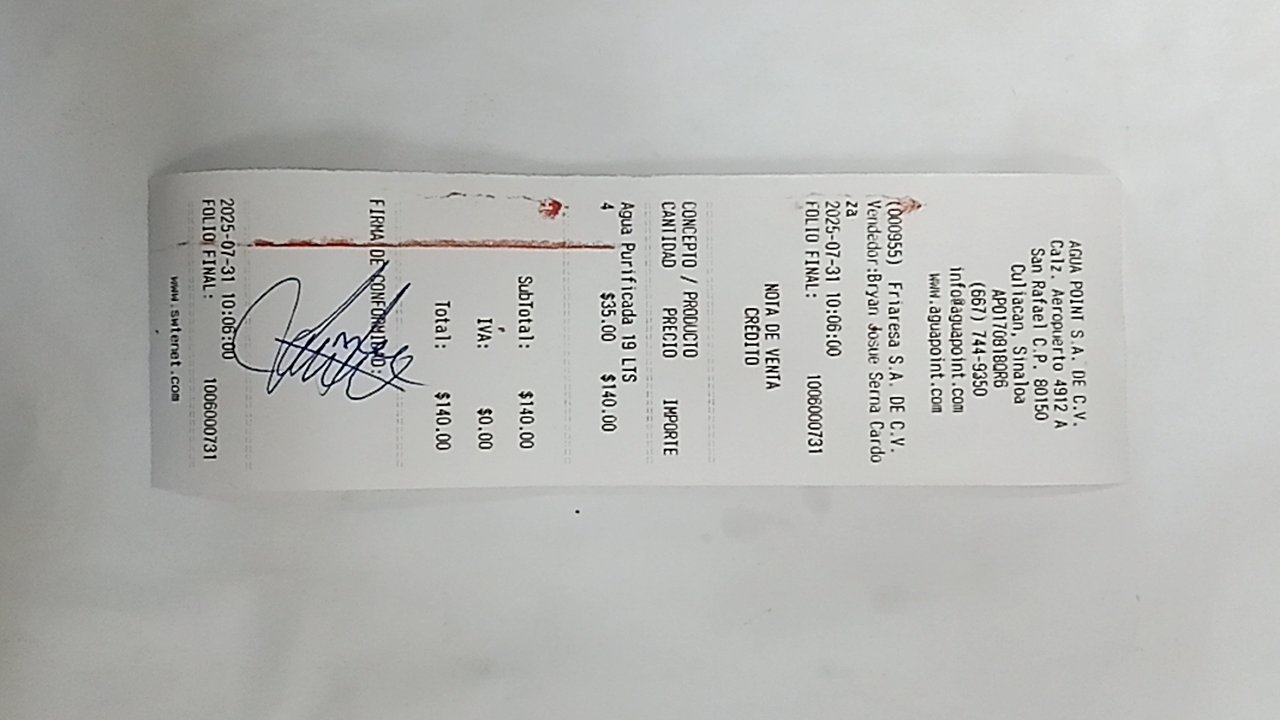 AGUA POINT S.A. DE C.V.
Calz. Aeropuerto 4912 A
San Rafael C.P. 80150
Culiacan, Sinaloa
APO170818QR6
(667) 744-9350
info@aguapoint.com
www.aguapoint.com
(000955) Friaresa S.A. DE C.V.
Vendedor:Bryan Josue Serna Cardo
za
2025-07-31 10:06:00
FOLIO FINAL: 1006000731
NOTA DE VENTA
CRÉDITO
CONCEPTO / PRODUCTO
CANTIDAD PRECIO IMPORTE
Agua Purificada 19 LTS
4 $35.00 $140.00
SubTotal: $140.00
IVA: $0.00
Total: $140.00
FIRMA DE CONFORMIDAD:
2025-07-31 10:06:00
FOLIO FINAL: 1006000731
www.swternet.com